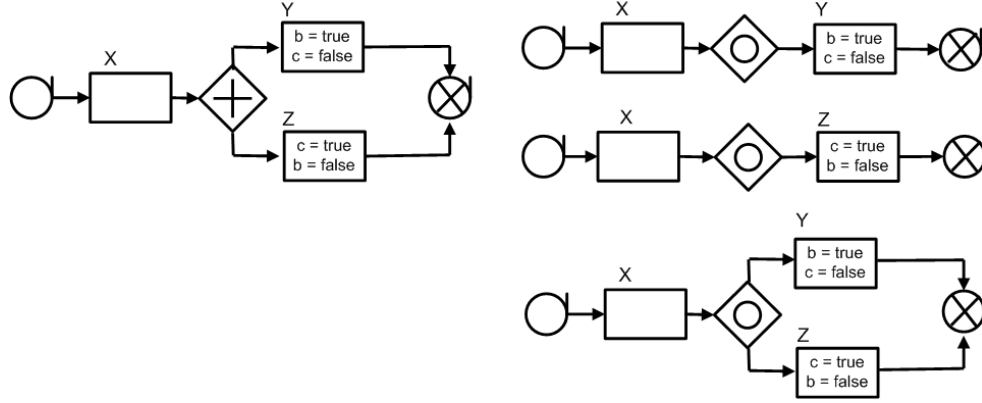 X
Y
b = true
c = false
Z
c = true
b = false
X
Y
b = true
c = false
X
Z
c = true
b = false
X
Y
b = true
c = false
Z
c = true
b = false